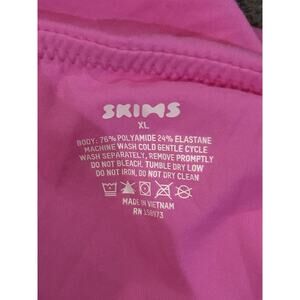 SKIMS
XL
BODY: 76% POLYAMIDE 24% ELASTANE
MACHINE WASH COLD GENTLE CYCLE
WASH SEPARATELY, REMOVE PROMPTLY
DO NOT BLEACH, TUMBLE DRY LOW
DO NOT IRON, DO NOT DRY CLEAN
MADE IN VIETNAM
RN 158973